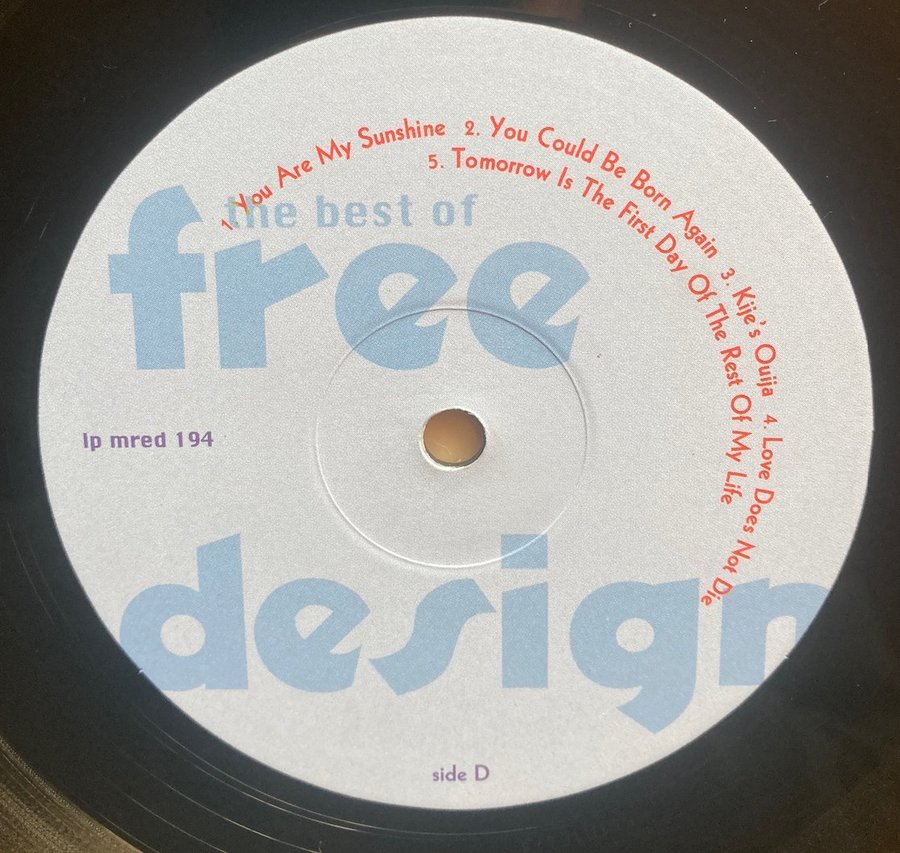 1. You Are My Sunshine 2. You Could Be Born Again 3. Kije's Ouija 4. Love Does Not Die
5. Tomorrow Is The First Day Of The Rest Of My Life
the best of
free
lp mred 194
design
side D